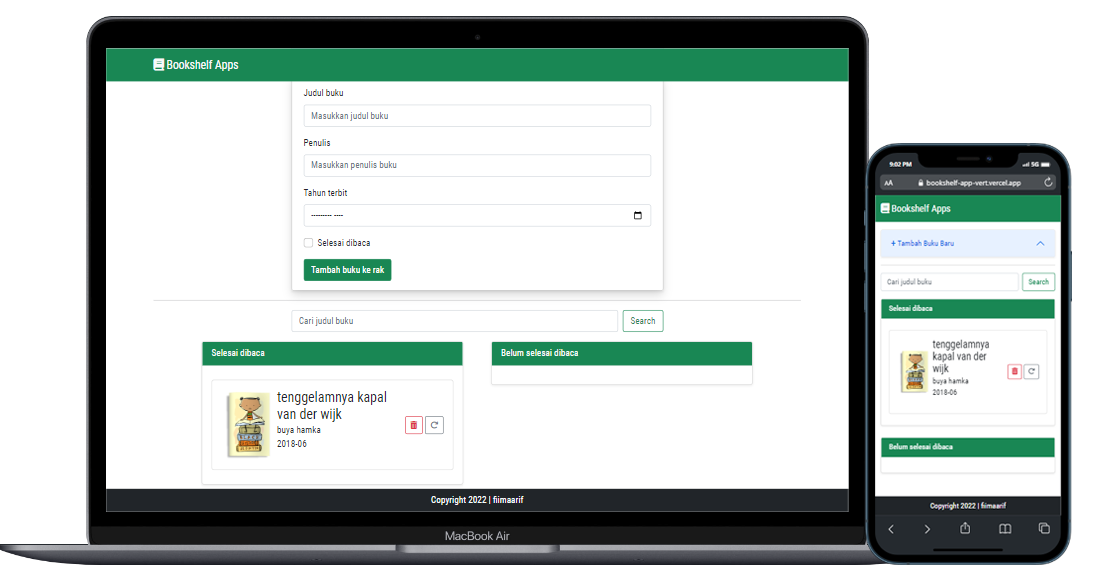 Bookshelf Apps
Judul buku
Masukkan judul buku
Penulis
Masukkan penulis buku
Tahun terbit
--------- ----
Selesai dibaca
Tambah buku ke rak
Cari judul buku
Search
Selesai dibaca
Belum selesai dibaca
tenggelamnya kapal
van der wijk
buya hamka
2018-06
Copyright 2022 | fiimaarif
MacBook Air
9:02 PM
5G
AA
bookshelf-app-vert.vercel.app
Bookshelf Apps
+ Tambah Buku Baru
Cari judul buku
Search
Selesai dibaca
tenggelamnya
kapal van der
wijk
buya hamka
2018-06
Belum selesai dibaca
Copyright 2022 | fiimaarif